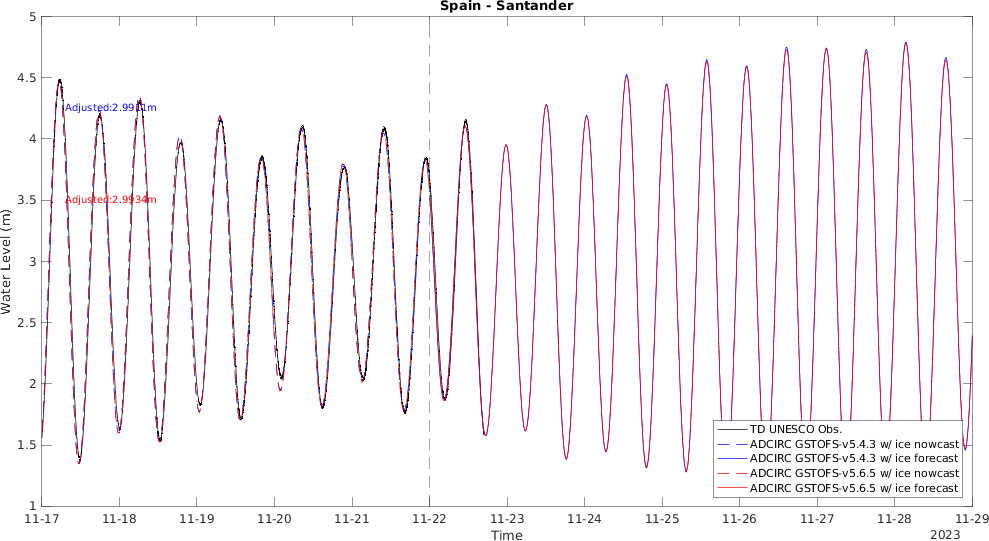 Spain - Santander
5
4.5
4
3.5
3
2.5
2
1.5
1
Water Level (m)
Adjusted:2.9911m
Adjusted:2.9934m
TD UNESCO Obs.
ADCIRC GSTOFS-v5.4.3 w/ ice nowcast
ADCIRC GSTOFS-v5.4.3 w/ ice forecast
ADCIRC GSTOFS-v5.6.5 w/ ice nowcast
ADCIRC GSTOFS-v5.6.5 w/ ice forecast
11-17 11-18 11-19 11-20 11-21 11-22 11-23 11-24 11-25 11-26 11-27 11-28 11-29
Time
2023